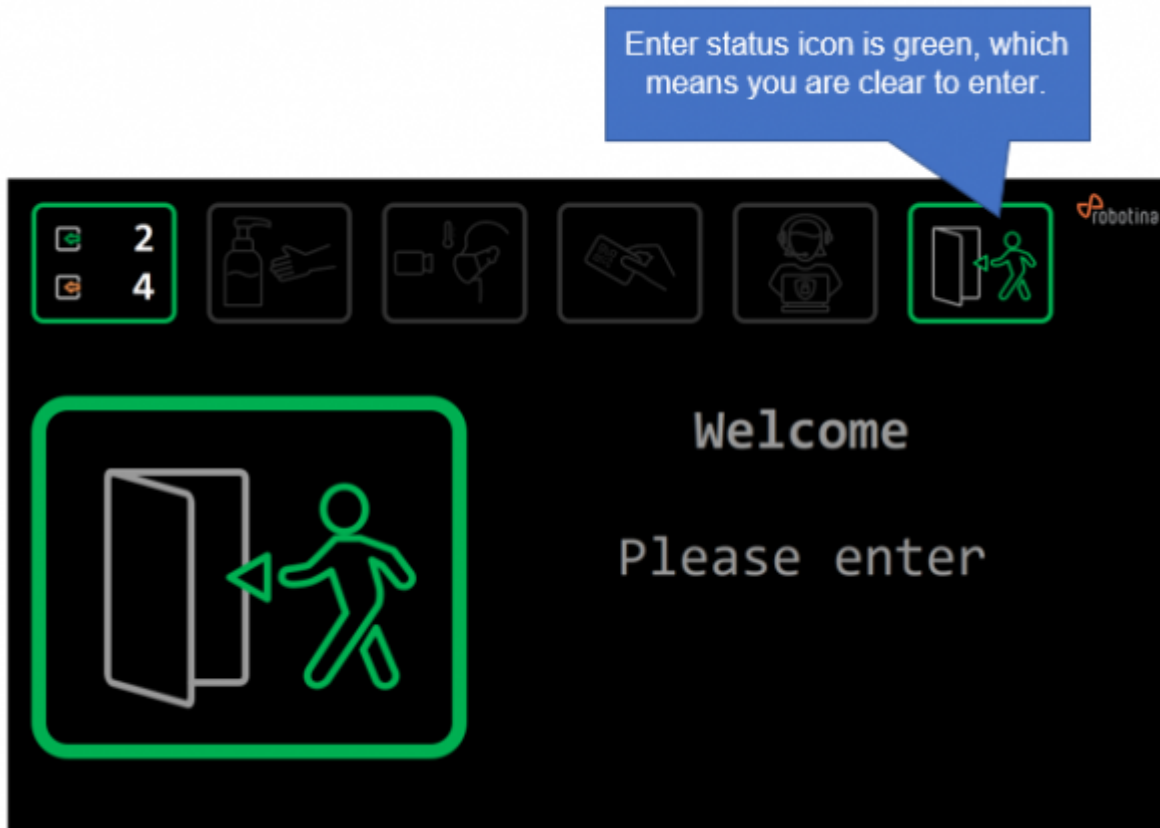 Enter status icon is green, which
means you are clear to enter.
2
4
robotina
Welcome
Please enter